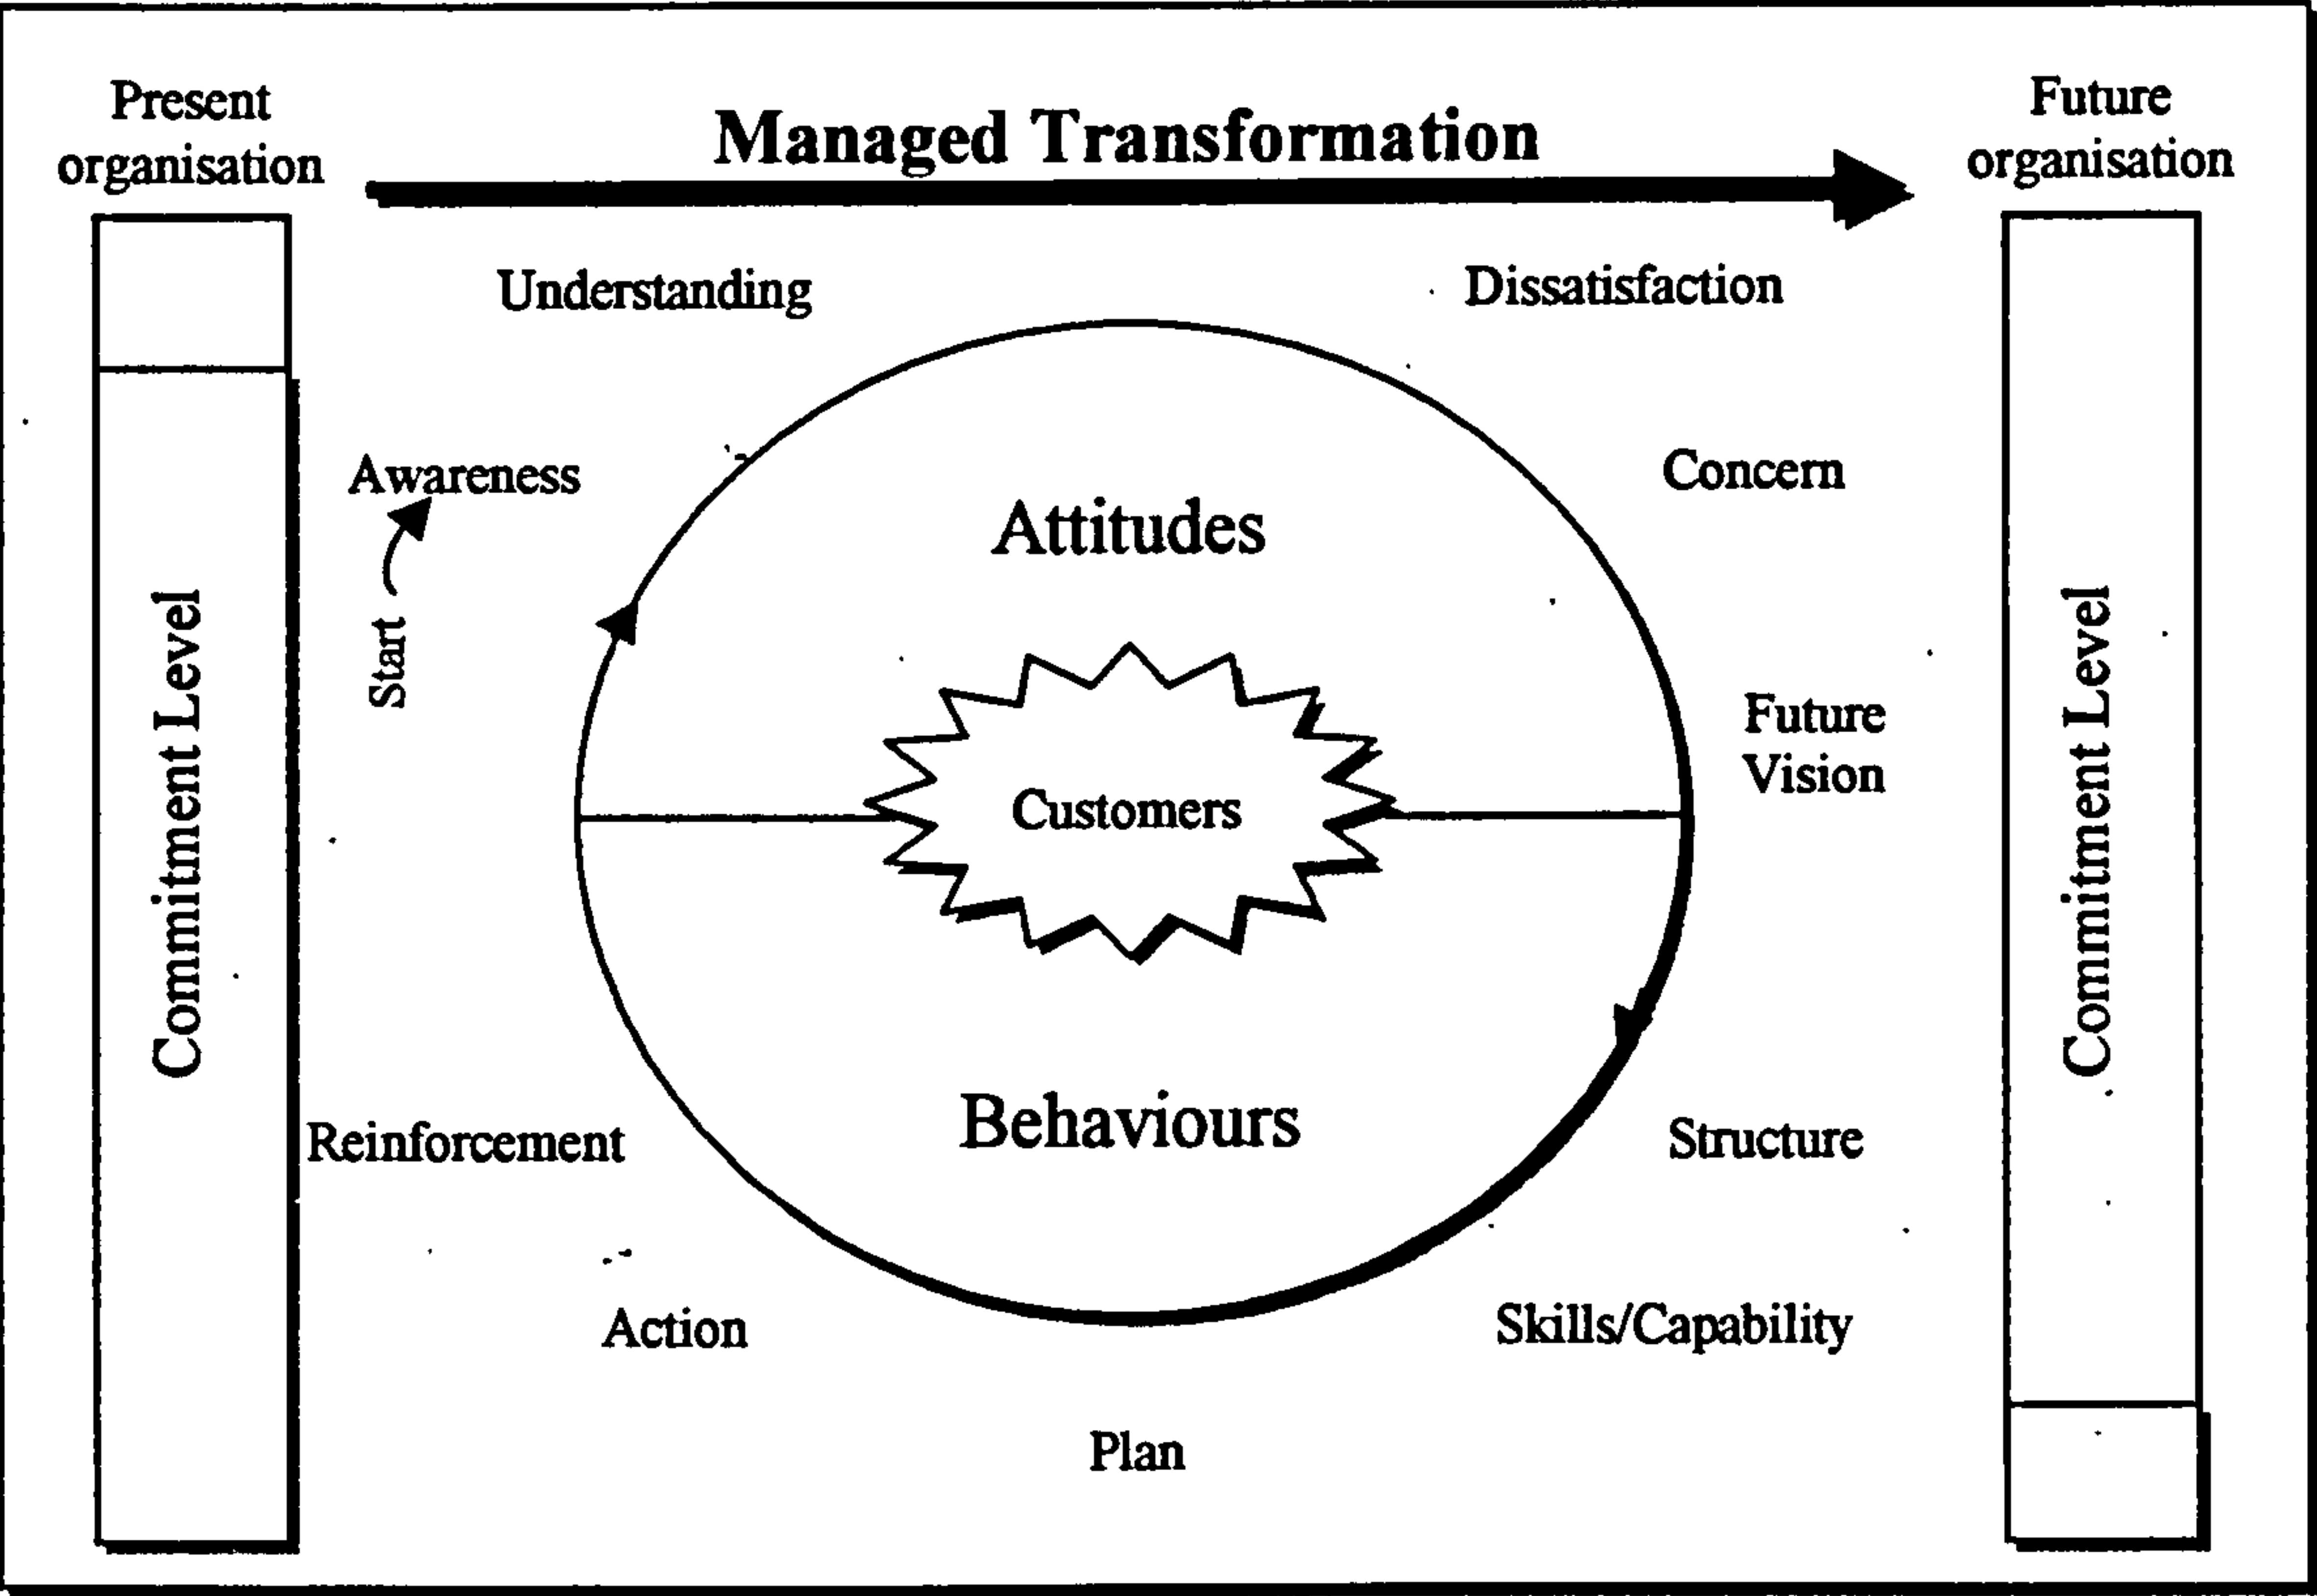 Present
organisation
Managed Transformation
Future
organisation
Understanding
Dissatisfaction
Awareness
Concern
Attitudes
Start
Commitment Level
Future
Vision
Customers
Commitment Level
Behaviours
Reinforcement
Structure
Action
Skills/Capability
Plan